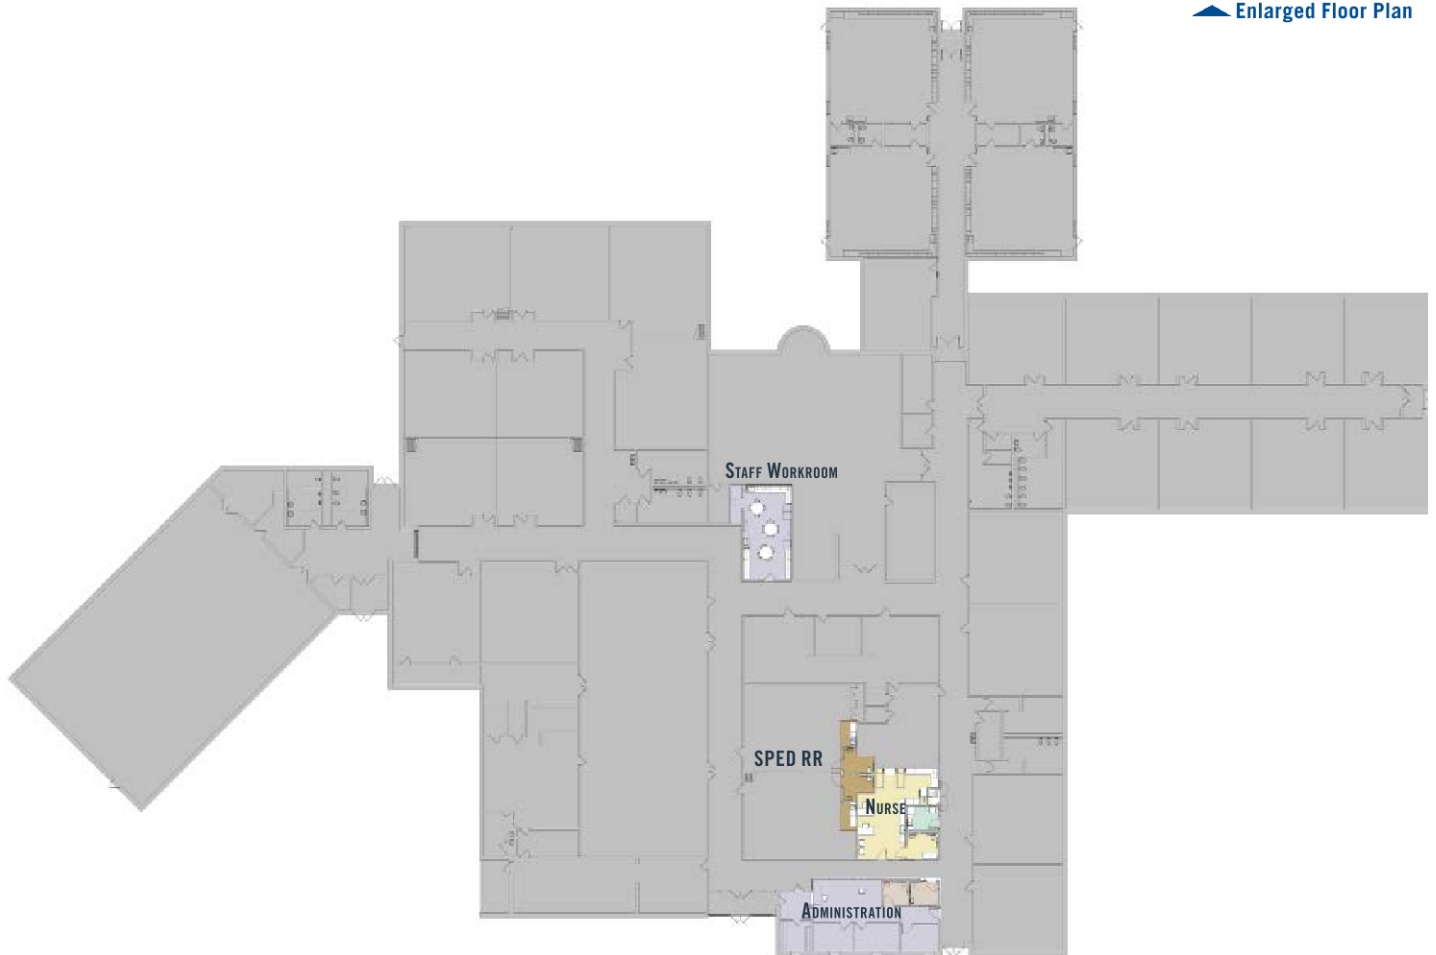 Enlarged Floor Plan
Staff Workroom
SPED RR
Nurse
Administration